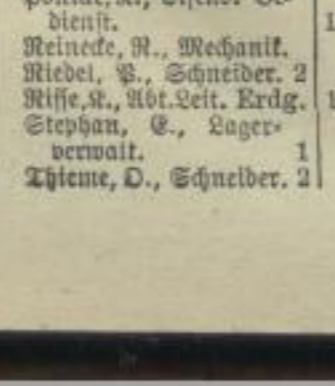 dienst.
Reinecke, R., Mechanik.
Riedel, P., Schneider. 2
Risse, K., Abt.Leit. Erdg.
Stephan, E., Lager-
verwalt. 1
Thieme, O., Schneider. 2